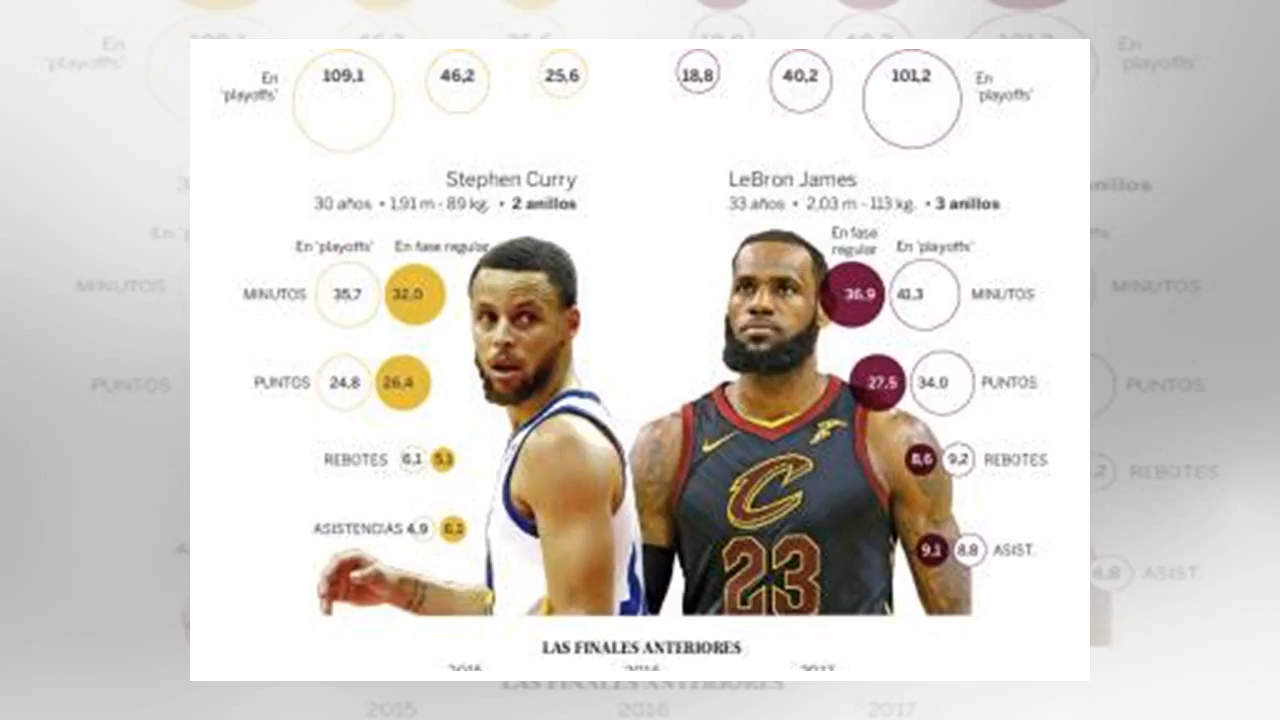 En 'playoffs' 109,1 46,2 25,6 18,8 40,2 101,2 En 'playoffs'
Stephen Curry LeBron James
30 años • 1,91 m - 89 kg. • 2 anillos 33 años • 2,03 m - 113 kg. • 3 anillos
En 'playoffs' En fase regular En fase regular En 'playoffs'
MINUTOS 35,7 32,0 36,9 41,3 MINUTOS
PUNTOS 24,8 26,4 27,5 34,0 PUNTOS
REBOTES 6,1 5,1 8,6 9,2 REBOTES
ASISTENCIAS 4,9 6,1 9,1 8,8 ASIST.
23
LAS FINALES ANTERIORES
2015 2016 2017